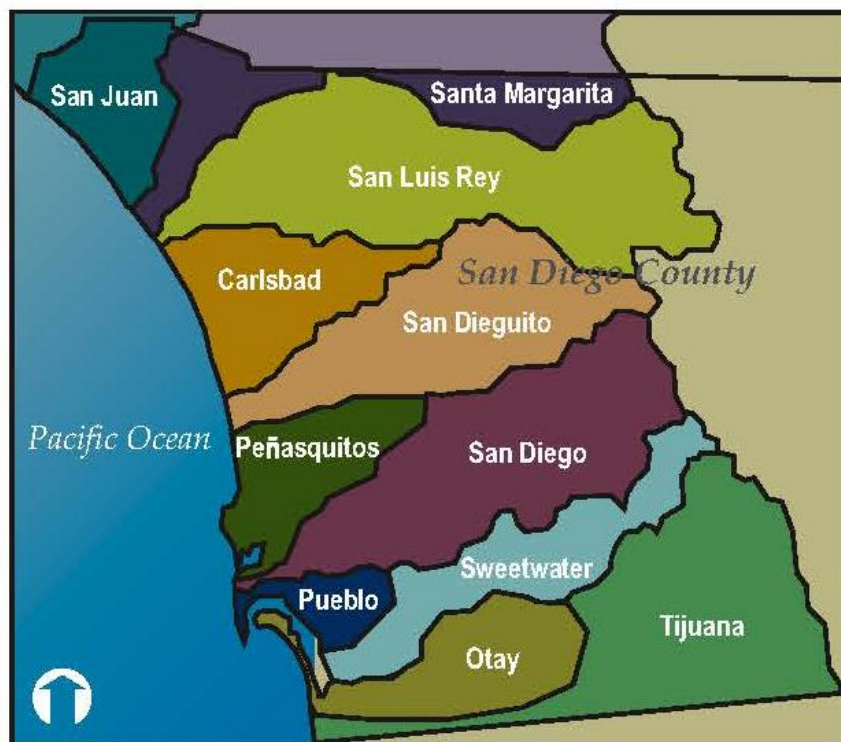 San Juan
Santa Margarita
San Luis Rey
Carlsbad
San Diego County
San Dieguito
Pacific Ocean
Peñasquitos
San Diego
Sweetwater
Pueblo
Tijuana
Otay